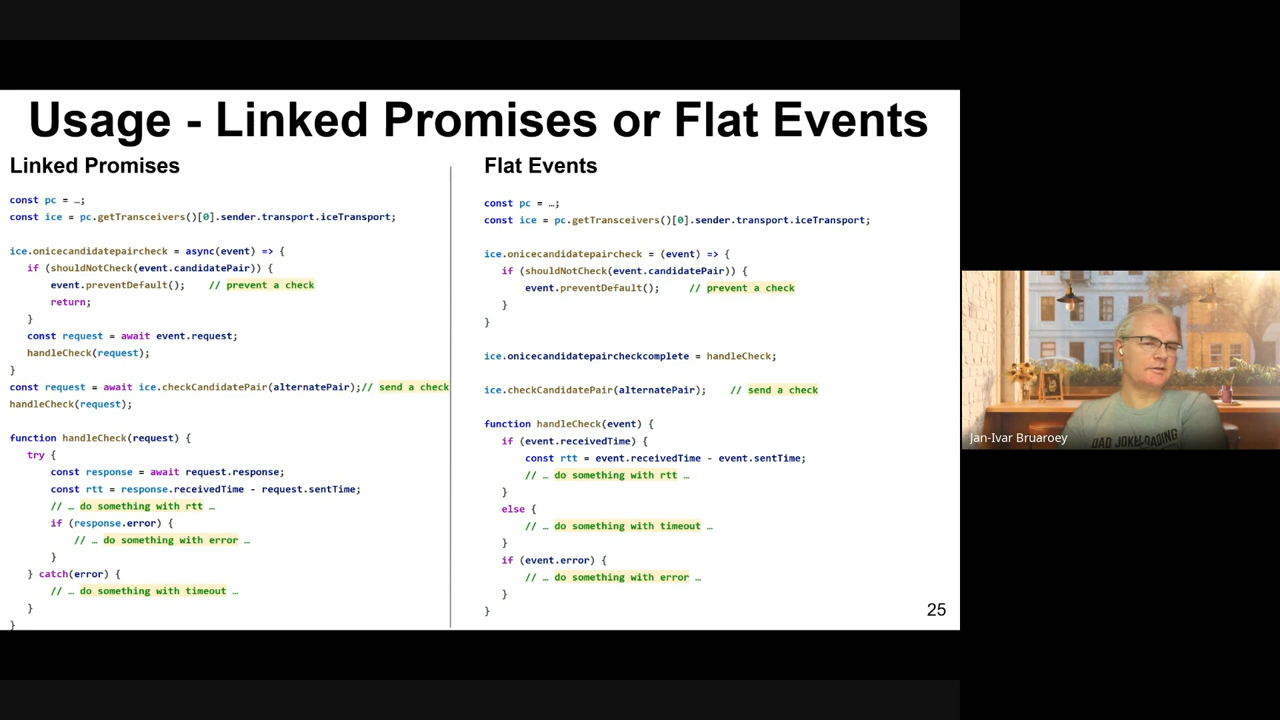 Usage - Linked Promises or Flat Events
Linked Promises
const pc = …;
const ice = pc.getTransceivers()[0].sender.transport.iceTransport;
ice.onicecandidatepaircheck = async(event) => {
if (shouldNotCheck(event.candidatePair)) {
event.preventDefault(); // prevent a check
return;
}
const request = await event.request;
handleCheck(request);
}
const request = await ice.checkCandidatePair(alternatePair);// send a check
handleCheck(request);
function handleCheck(request) {
try {
const response = await request.response;
const rtt = response.receivedTime - request.sentTime;
// … do something with rtt …
if (response.error) {
// … do something with error …
}
} catch(error) {
// … do something with timeout …
}
}
Flat Events
const pc = …;
const ice = pc.getTransceivers()[0].sender.transport.iceTransport;
ice.onicecandidatepaircheck = (event) => {
if (shouldNotCheck(event.candidatePair)) {
event.preventDefault(); // prevent a check
}
}
ice.onicecandidatepaircheckcomplete = handleCheck;
ice.checkCandidatePair(alternatePair); // send a check
function handleCheck(event) {
if (event.receivedTime) {
const rtt = event.receivedTime - event.sentTime;
// … do something with rtt …
}
else {
// … do something with timeout …
}
if (event.error) {
// … do something with error …
}
}
25
Jan-Ivar Bruaroey
DAD JOKE LOADING